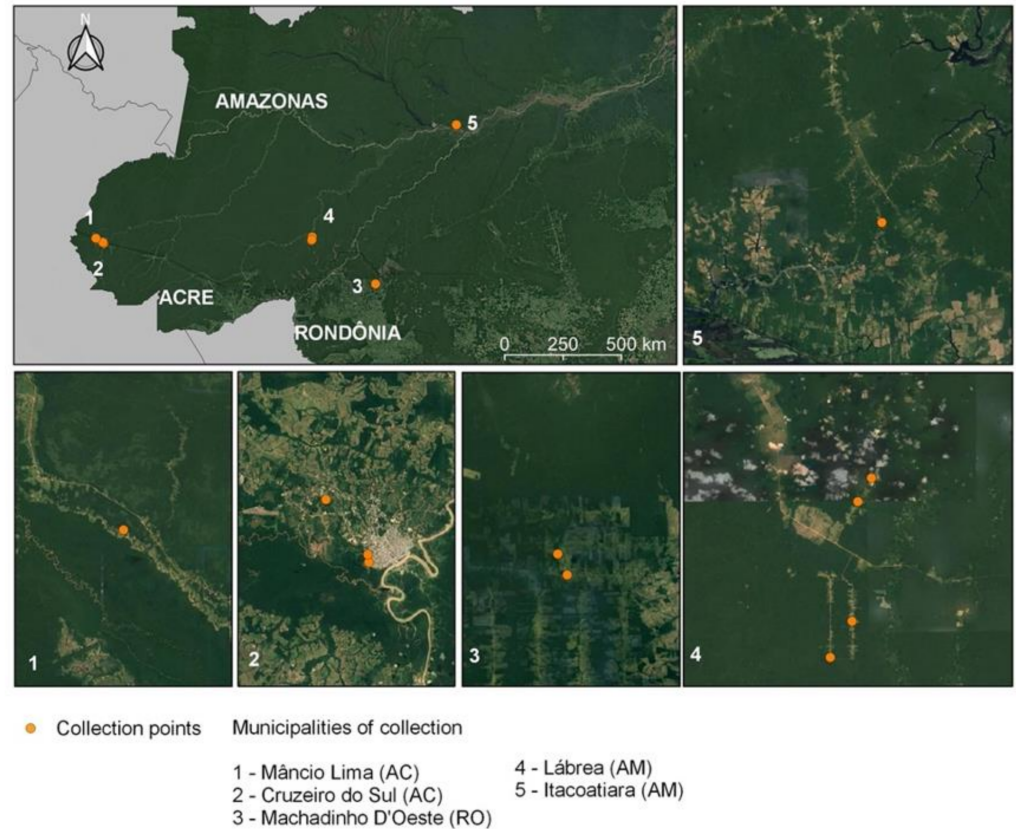 N
AMAZONAS
5
1
4
2
3
ACRE
RONDÔNIA
0 250 500 km
5
1
2
3
4
Collection points
Municipalities of collection
1 - Mâncio Lima (AC)
2 - Cruzeiro do Sul (AC)
3 - Machadinho D'Oeste (RO)
4 - Lábrea (AM)
5 - Itacoatiara (AM)